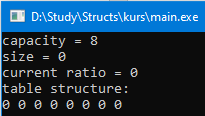 D:\Study\Structs\kurs\main.exe
capacity = 8
size = 0
current ratio = 0
table structure:
0 0 0 0 0 0 0 0